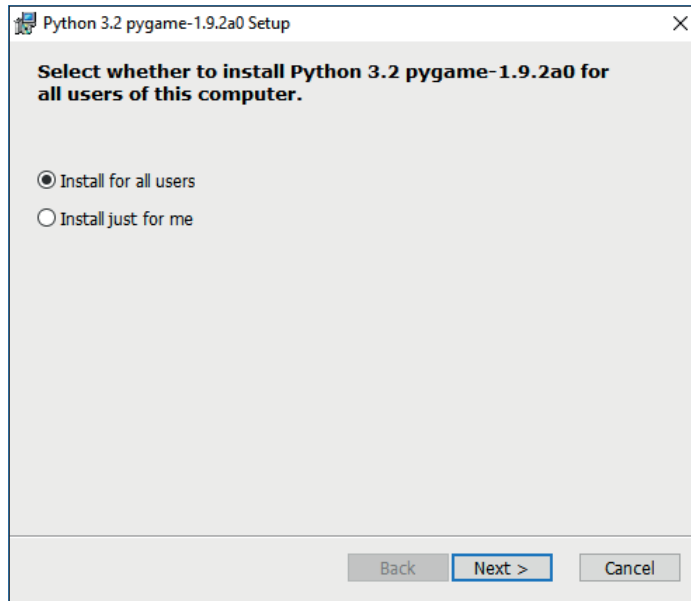 Python 3.2 pygame-1.9.2a0 Setup
Select whether to install Python 3.2 pygame-1.9.2a0 for
all users of this computer.
Install for all users
Install just for me
Back
Next >
Cancel